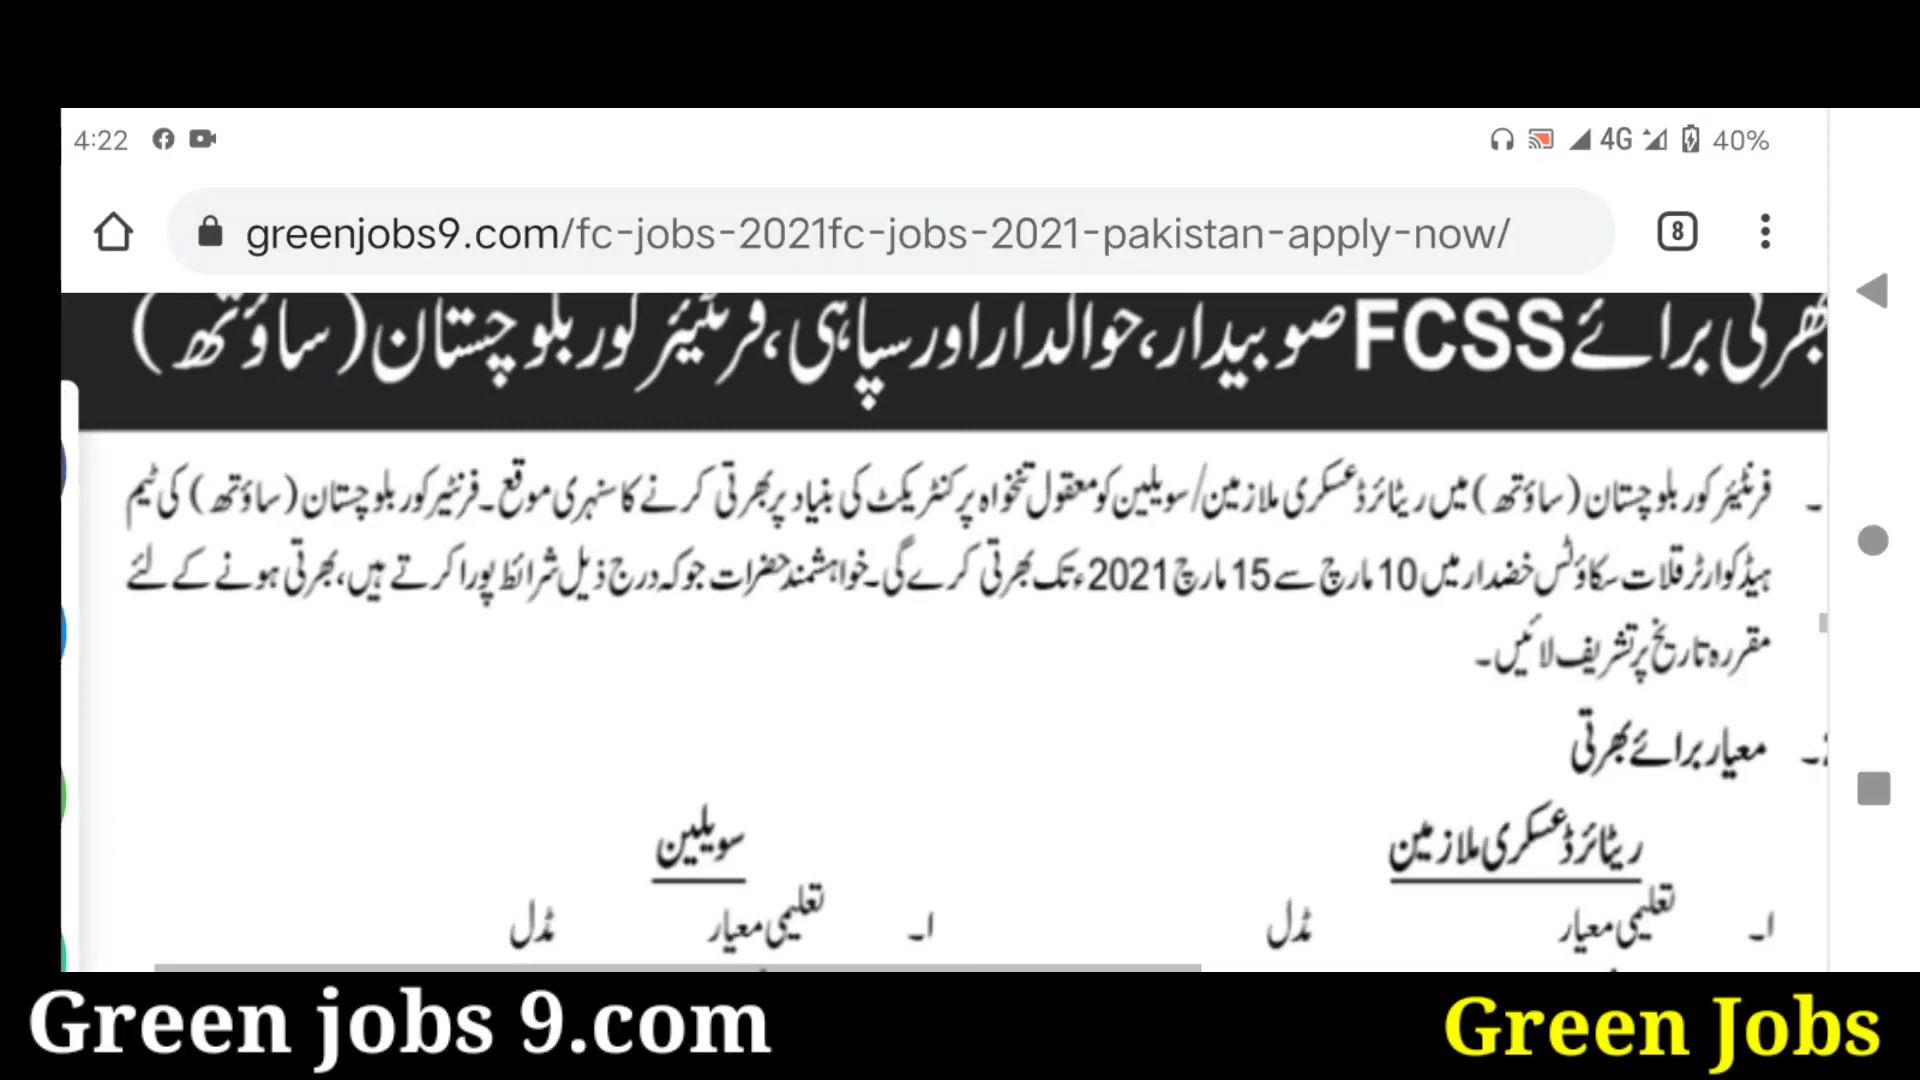 4:22 4G 40%
greenjobs9.com/fc-jobs-2021fc-jobs-2021-pakistan-apply-now/ 8
بھرتی برائے FCSS صوبیدار، حوالدار اور سپاہی، فرنٹیئر کور بلوچستان (ساؤتھ)
۔ فرنٹیئر کور بلوچستان (ساؤتھ) میں ریٹائرڈ عسکری ملازمین/سویلین کو معقول تنخواہ پر کنٹریکٹ کی بنیاد پر بھرتی کرنے کا سنہری موقع۔ فرنٹیر کور بلوچستان (ساؤتھ) کی ٹیم
ہیڈ کوارٹر قلات سکاؤٹس خضدار میں 10 مارچ سے 15 مارچ 2021ء تک بھرتی کرے گی۔ خواہشمند حضرات جو کہ درج ذیل شرائط پورا کرتے ہیں، بھرتی ہونے کے لئے
مقررہ تاریخ پر تشریف لائیں۔
2۔ معیار برائے بھرتی
ریٹائرڈ عسکری ملازمین سویلین
ا۔ تعلیمی معیار مڈل ا۔ تعلیمی معیار مڈل
Green jobs 9.com Green Jobs